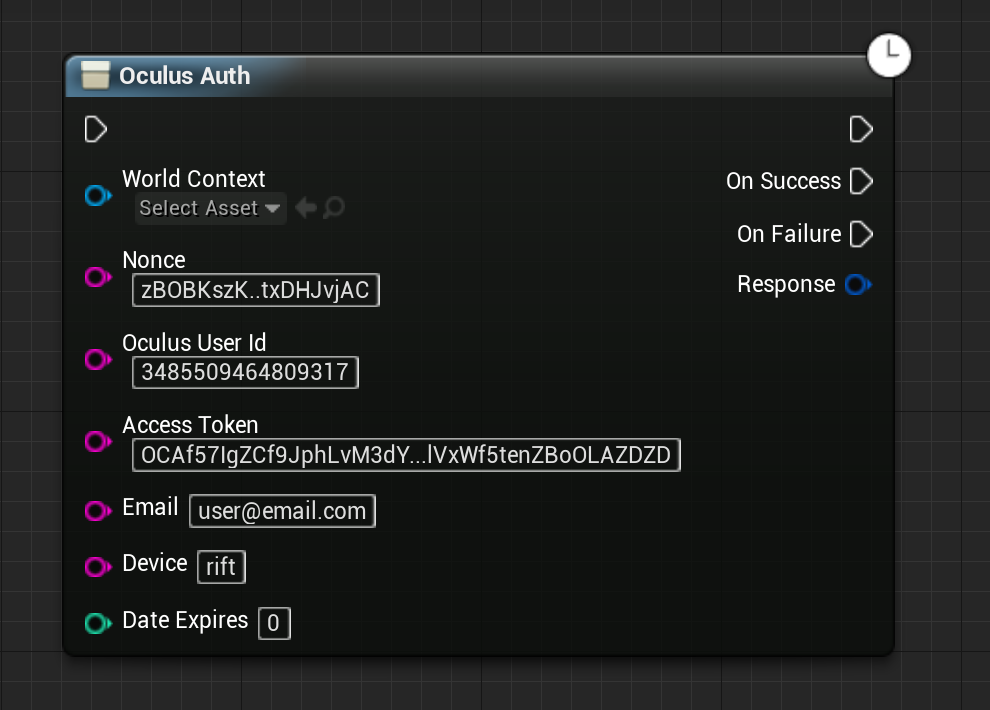 Oculus Auth
World Context
Select Asset
On Success
On Failure
Nonce
zBOBKszK..txDHJvjAC
Response
Oculus User Id
3485509464809317
Access Token
OCAf57IgZCf9JphLvM3dY...lVxWf5tenZBoOLAZDZD
Email user@email.com
Device rift
Date Expires 0